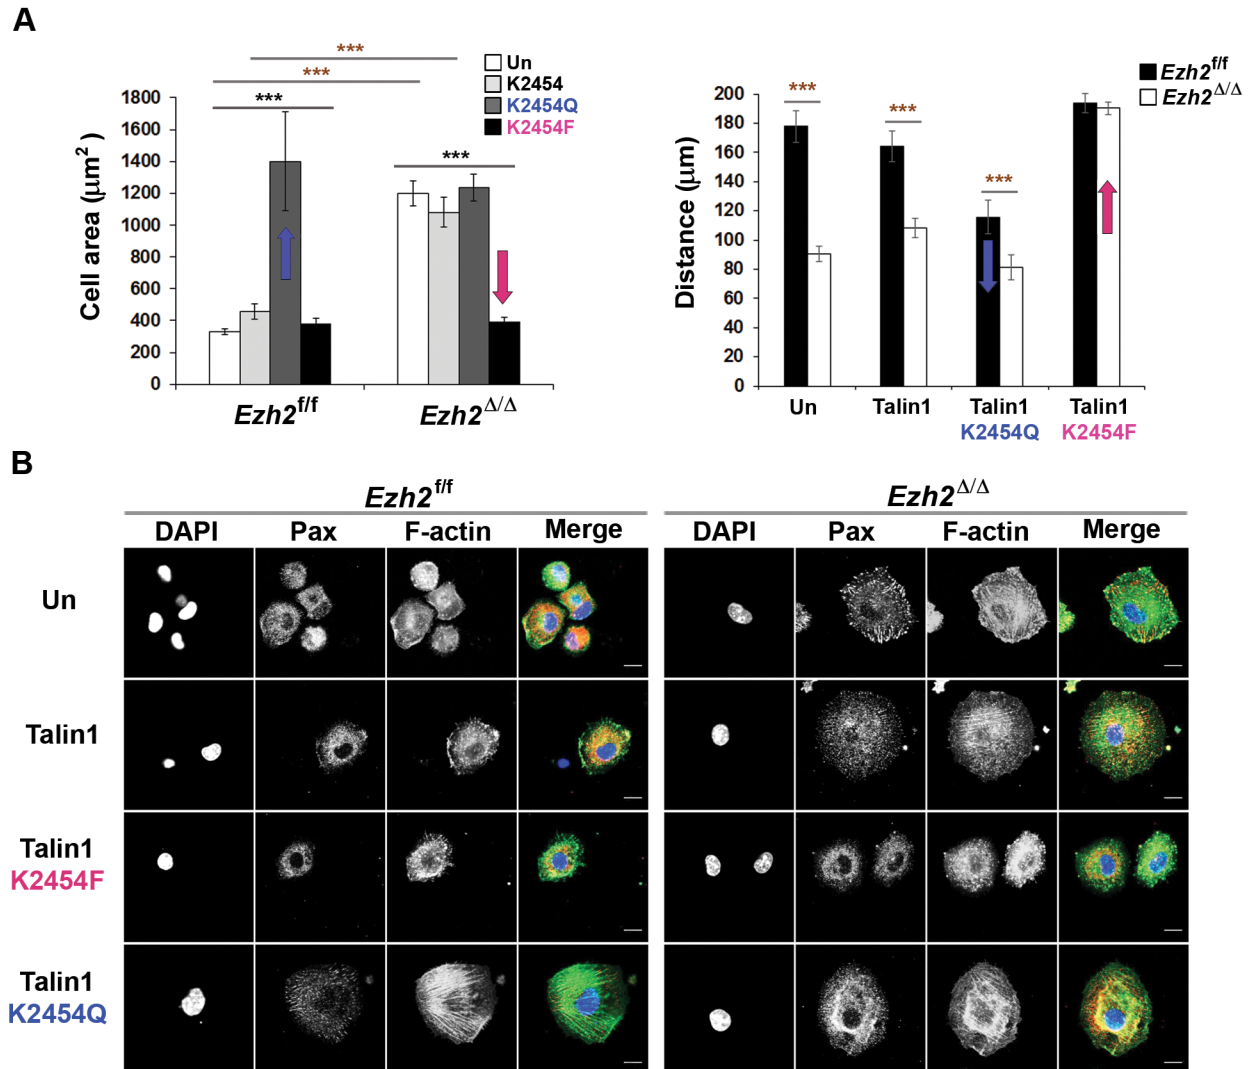 A
***
***
***
***
Un
K2454
K2454Q
K2454F
Cell area (μm²)
1800
1600
1400
1200
1000
800
600
400
200
0
Ezh2f/f
Ezh2Δ/Δ
Ezh2f/f
Ezh2Δ/Δ
***
***
***
Distance (μm)
200
180
160
140
120
100
80
60
40
20
0
Un
Talin1
Talin1
K2454Q
Talin1
K2454F
B
Ezh2f/f
Ezh2Δ/Δ
DAPI Pax F-actin Merge
DAPI Pax F-actin Merge
Un
Talin1
Talin1
K2454F
Talin1
K2454Q